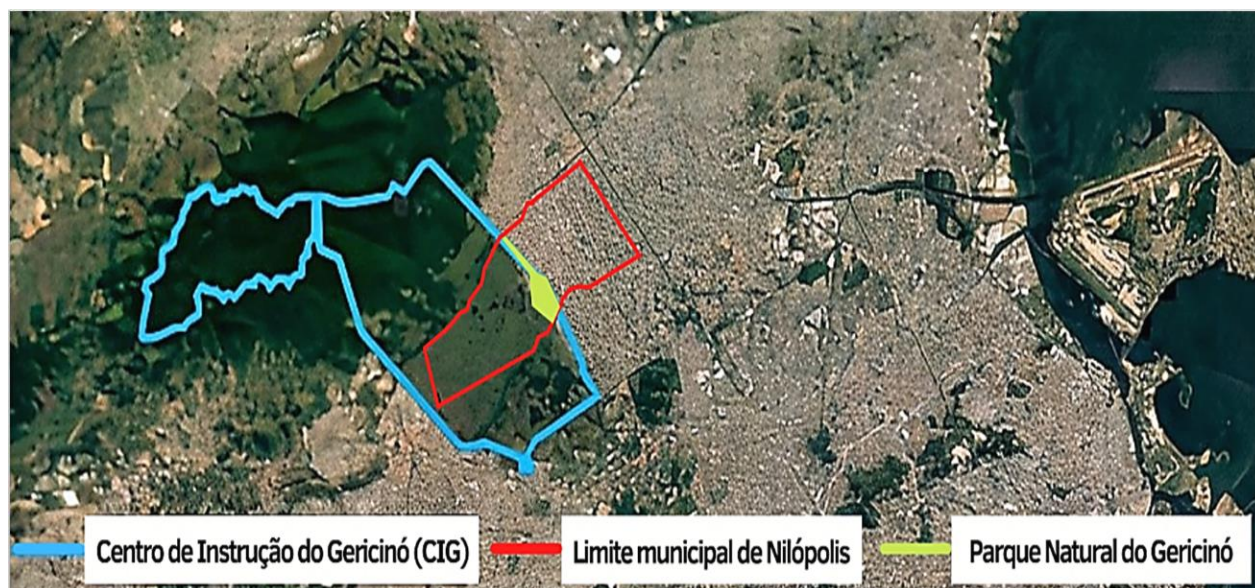 Centro de Instrução do Gericinó (CIG)
Limite municipal de Nilópolis
Parque Natural do Gericinó